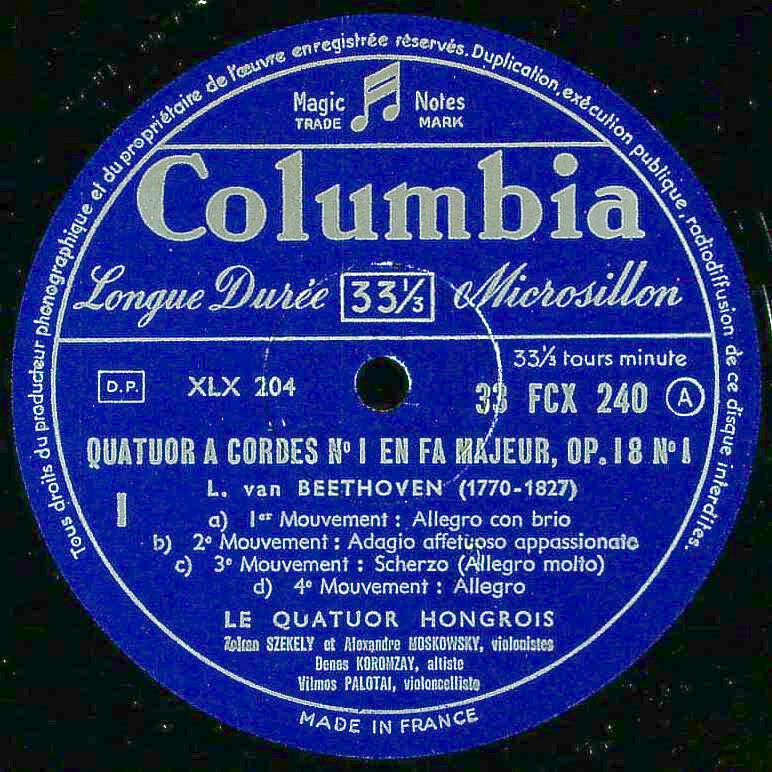 Tous droits du producteur phonographique et du propriétaire de l'œuvre enregistrée réservés. Duplication, exécution publique, radiodiffusion de ce disque interdites.
Magic Notes
TRADE MARK
Columbia
Longue Durée 33⅓ Microsillon
33⅓ tours minute
D.P. XLX 204 33 FCX 240 A
QUATUOR A CORDES Nº 1 EN FA MAJEUR, OP. 18 Nº 1
L. van BEETHOVEN (1770-1827)
I
a) 1er Mouvement : Allegro con brio
b) 2e Mouvement : Adagio affetuoso appassionato
c) 3e Mouvement : Scherzo (Allegro molto)
d) 4e Mouvement : Allegro
LE QUATUOR HONGROIS
Zoltan SZEKELY et Alexandre MOSKOWSKY, violonistes
Denes KOROMZAY, altiste
Vilmos PALOTAI, violoncelliste
MADE IN FRANCE